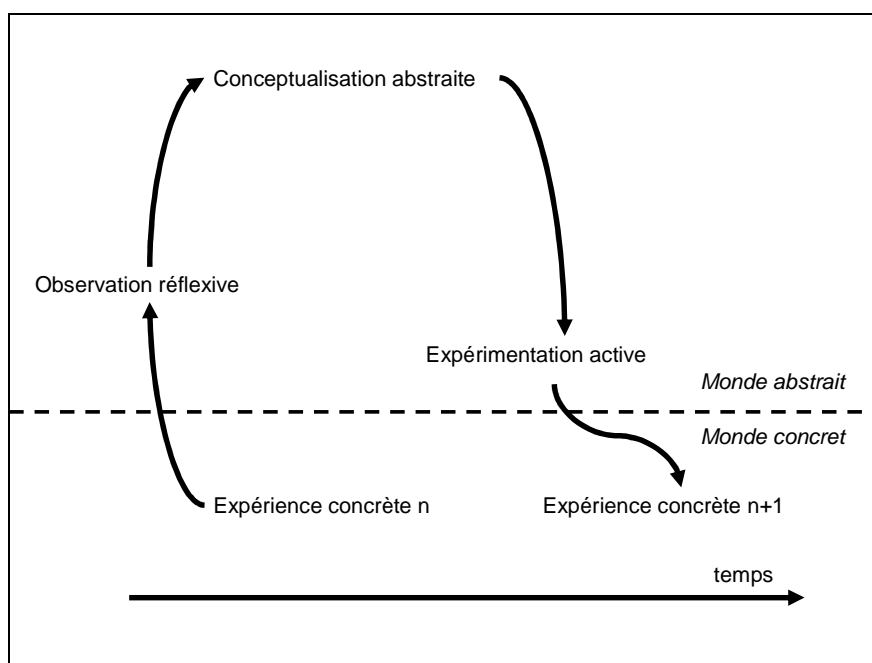 Conceptualisation abstraite
Observation réflexive
Expérimentation active
Monde abstrait
Monde concret
Expérience concrète n
Expérience concrète n+1
temps